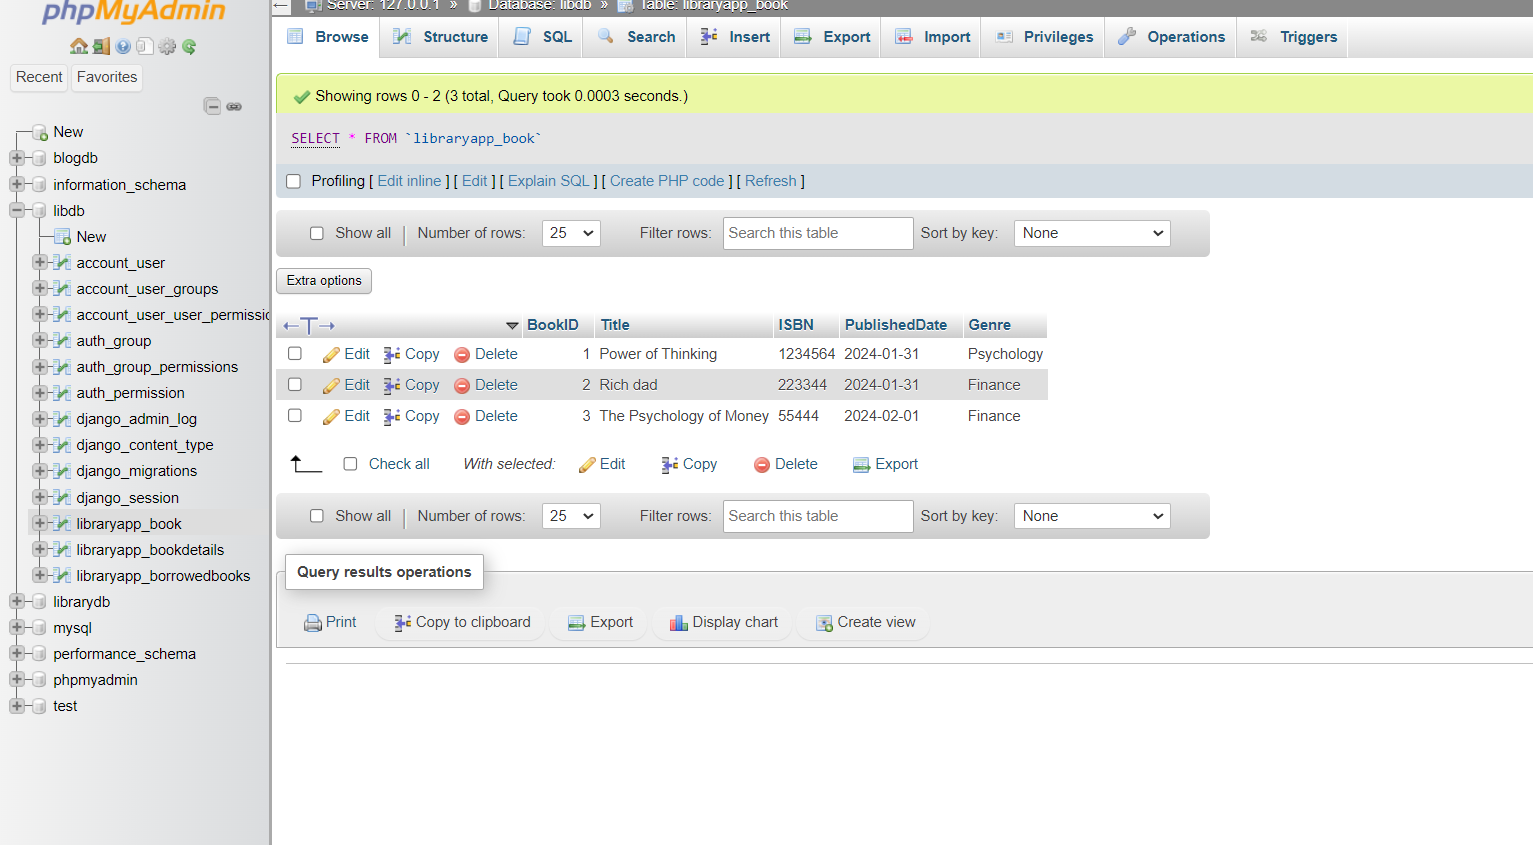 phpMyAdmin
Recent Favorites
New
blogdb
information_schema
libdb
New
account_user
account_user_groups
account_user_user_permissio
auth_group
auth_group_permissions
auth_permission
django_admin_log
django_content_type
django_migrations
django_session
libraryapp_book
libraryapp_bookdetails
libraryapp_borrowedbooks
librarydb
mysql
performance_schema
phpmyadmin
test
Server: 127.0.0.1 » Database: libdb » Table: libraryapp_book
Browse Structure SQL Search Insert Export Import Privileges Operations Triggers
Showing rows 0 - 2 (3 total, Query took 0.0003 seconds.)
SELECT * FROM `libraryapp_book`
Profiling [ Edit inline ] [ Edit ] [ Explain SQL ] [ Create PHP code ] [ Refresh ]
Show all | Number of rows: 25 Filter rows: Search this table Sort by key: None
Extra options
←T→ BookID Title ISBN PublishedDate Genre
Edit Copy Delete 1 Power of Thinking 1234564 2024-01-31 Psychology
Edit Copy Delete 2 Rich dad 223344 2024-01-31 Finance
Edit Copy Delete 3 The Psychology of Money 55444 2024-02-01 Finance
Check all With selected: Edit Copy Delete Export
Show all | Number of rows: 25 Filter rows: Search this table Sort by key: None
Query results operations
Print Copy to clipboard Export Display chart Create view